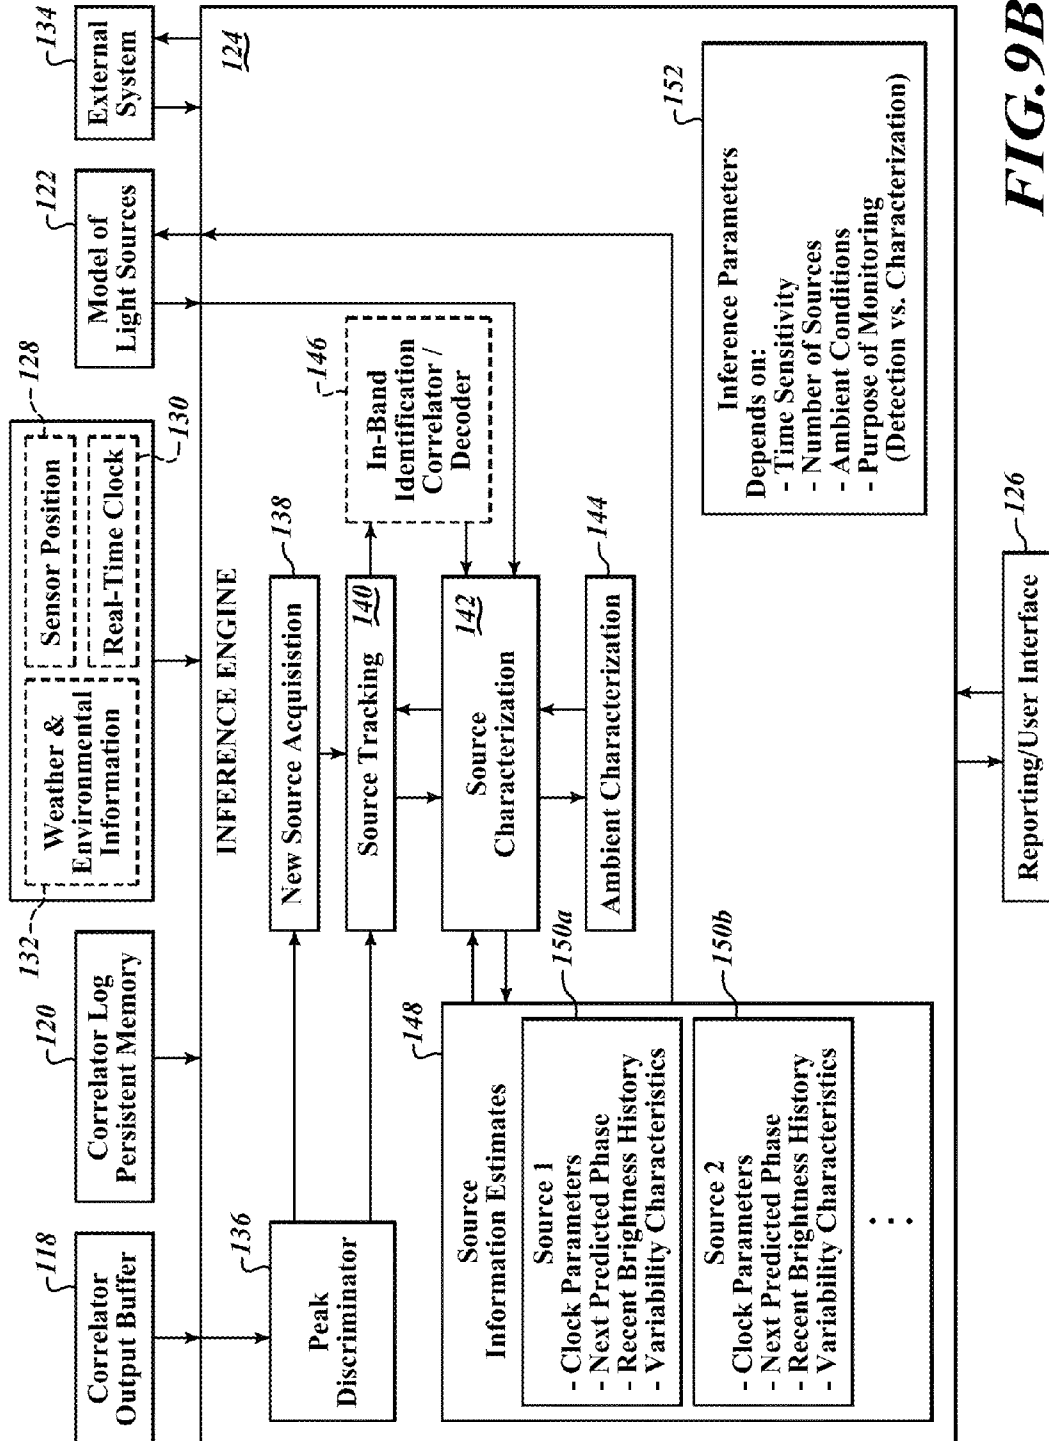 118
Correlator
Output Buffer
120
Correlator Log
Persistent Memory
132
Weather &
Environmental
Information
128
Sensor Position
Real-Time Clock
130
122
Model of
Light Sources
134
External
System
124
INFERENCE ENGINE
136
Peak
Discriminator
138
New Source Acquisition
Source Tracking
140
146
In-Band
Identification
Correlator /
Decoder
Source
Characterization
142
144
Ambient Characterization
148
Source
Information Estimates
150a
Source 1
- Clock Parameters
- Next Predicted Phase
- Recent Brightness History
- Variability Characteristics
150b
Source 2
- Clock Parameters
- Next Predicted Phase
- Recent Brightness History
- Variability Characteristics
...
152
Inference Parameters
Depends on:
- Time Sensitivity
- Number of Sources
- Ambient Conditions
- Purpose of Monitoring
(Detection vs. Characterization)
126
Reporting/User Interface
FIG.9B